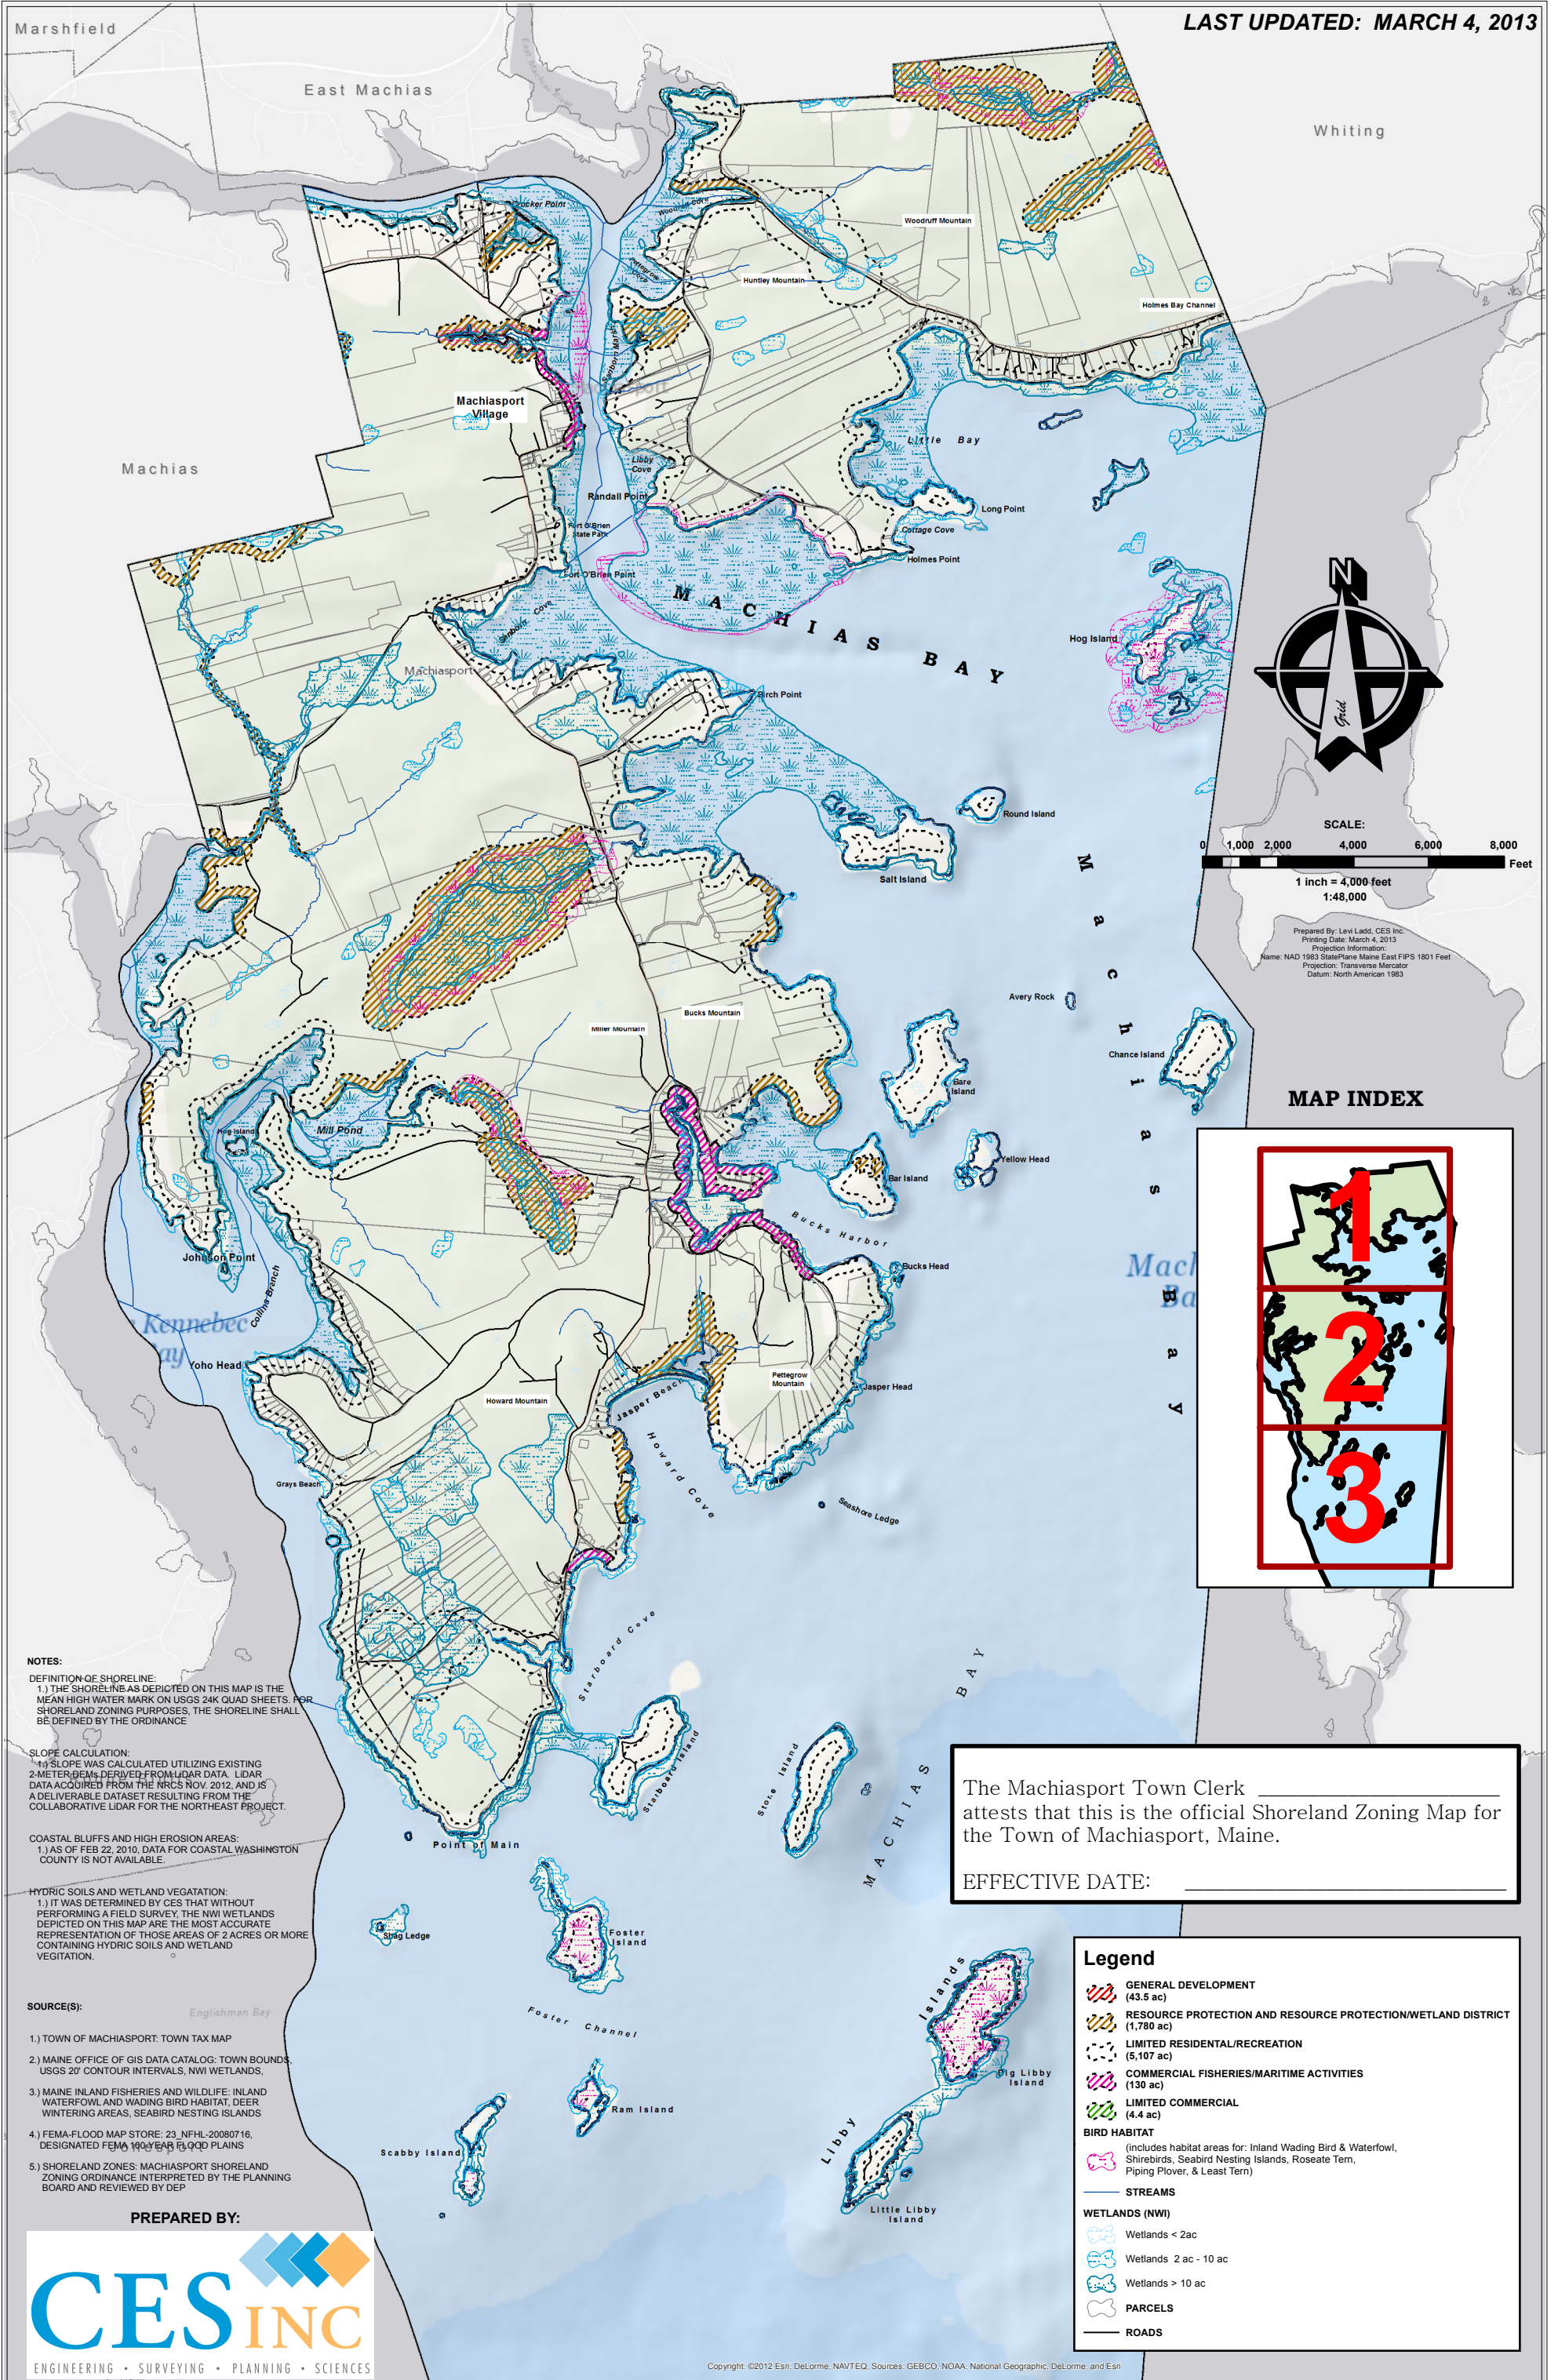 LAST UPDATED: MARCH 4, 2013
Marshfield
East Machias
Whiting
East Machias River
Crocker Point
Woodruff Cove
Woodruff Mountain
Huntley Mountain
Holmes Bay Channel
Sanborn Marsh
Machiasport
Village
Machias
Little Bay
Libby
Cove
Randall Point
Long Point
Fort O'Brien
State Park
Cottage Cove
Holmes Point
Fort O'Brien Point
MACHIAS BAY
Sanborn Cove
Hog Island
Machiasport
Birch Point
Grid
N
Round Island
Salt Island
SCALE:
0 1,000 2,000 4,000 6,000 8,000
Feet
1 inch = 4,000 feet
1:48,000
Prepared By: Levi Ladd, CES Inc.
Printing Date: March 4, 2013
Projection Information:
Name: NAD 1983 StatePlane Maine East FIPS 1801 Feet
Projection: Transverse Mercator
Datum: North American 1983
Machias Bay
Avery Rock
Bucks Mountain
Miller Mountain
Chance Island
Bare
Island
MAP INDEX
1
2
3
Hog Island
Mill Pond
Yellow Head
Bar Island
Bucks Harbor
Johnson Point
Bucks Head
Collins Branch
Mach
Ba
Kennebec
Bay
Yoho Head
Pettegrow
Mountain
Jasper Head
Howard Mountain
Jasper Beach
Howard Cove
Grays Beach
Seashore Ledge
Starboard Cove
MACHIAS BAY
Starboard Island
Store Island
Point of Main
Shag Ledge
Foster
Island
Foster Channel
Englishman Bay
Libby Islands
Big Libby
Island
Ram Island
Scabby Island
Little Libby
Island
Jonesport
NOTES:
DEFINITION OF SHORELINE:
1.) THE SHORELINE AS DEPICTED ON THIS MAP IS THE
MEAN HIGH WATER MARK ON USGS 24K QUAD SHEETS. FOR
SHORELAND ZONING PURPOSES, THE SHORELINE SHALL
BE DEFINED BY THE ORDINANCE
SLOPE CALCULATION:
1.) SLOPE WAS CALCULATED UTILIZING EXISTING
2-METER DEMs DERIVED FROM LiDAR DATA. LiDAR
DATA ACQUIRED FROM THE NRCS NOV. 2012, AND IS
A DELIVERABLE DATASET RESULTING FROM THE
COLLABORATIVE LiDAR FOR THE NORTHEAST PROJECT.
COASTAL BLUFFS AND HIGH EROSION AREAS:
1.) AS OF FEB 22, 2010, DATA FOR COASTAL WASHINGTON
COUNTY IS NOT AVAILABLE.
HYDRIC SOILS AND WETLAND VEGATATION:
1.) IT WAS DETERMINED BY CES THAT WITHOUT
PERFORMING A FIELD SURVEY, THE NWI WETLANDS
DEPICTED ON THIS MAP ARE THE MOST ACCURATE
REPRESENTATION OF THOSE AREAS OF 2 ACRES OR MORE
CONTAINING HYDRIC SOILS AND WETLAND
VEGITATION.
SOURCE(S):
1.) TOWN OF MACHIASPORT: TOWN TAX MAP
2.) MAINE OFFICE OF GIS DATA CATALOG: TOWN BOUNDS,
USGS 20' CONTOUR INTERVALS, NWI WETLANDS,
3.) MAINE INLAND FISHERIES AND WILDLIFE: INLAND
WATERFOWL AND WADING BIRD HABITAT, DEER
WINTERING AREAS, SEABIRD NESTING ISLANDS
4.) FEMA-FLOOD MAP STORE: 23_NFHL-20080716,
DESIGNATED FEMA 100-YEAR FLOOD PLAINS
5.) SHORELAND ZONES: MACHIASPORT SHORELAND
ZONING ORDINANCE INTERPRETED BY THE PLANNING
BOARD AND REVIEWED BY DEP
PREPARED BY:
CES INC
ENGINEERING • SURVEYING • PLANNING • SCIENCES
The Machiasport Town Clerk
attests that this is the official Shoreland Zoning Map for
the Town of Machiasport, Maine.
EFFECTIVE DATE:
Legend
GENERAL DEVELOPMENT
(43.5 ac)
RESOURCE PROTECTION AND RESOURCE PROTECTION/WETLAND DISTRICT
(1,780 ac)
LIMITED RESIDENTAL/RECREATION
(5,107 ac)
COMMERCIAL FISHERIES/MARITIME ACTIVITIES
(130 ac)
LIMITED COMMERCIAL
(4.4 ac)
BIRD HABITAT
(includes habitat areas for: Inland Wading Bird & Waterfowl,
Shirebirds, Seabird Nesting Islands, Roseate Tern,
Piping Plover, & Least Tern)
STREAMS
WETLANDS (NWI)
Wetlands < 2ac
Wetlands 2 ac - 10 ac
Wetlands > 10 ac
PARCELS
ROADS
Copyright: ©2012 Esri, DeLorme, NAVTEQ, Sources: GEBCO, NOAA, National Geographic, DeLorme, and Esri